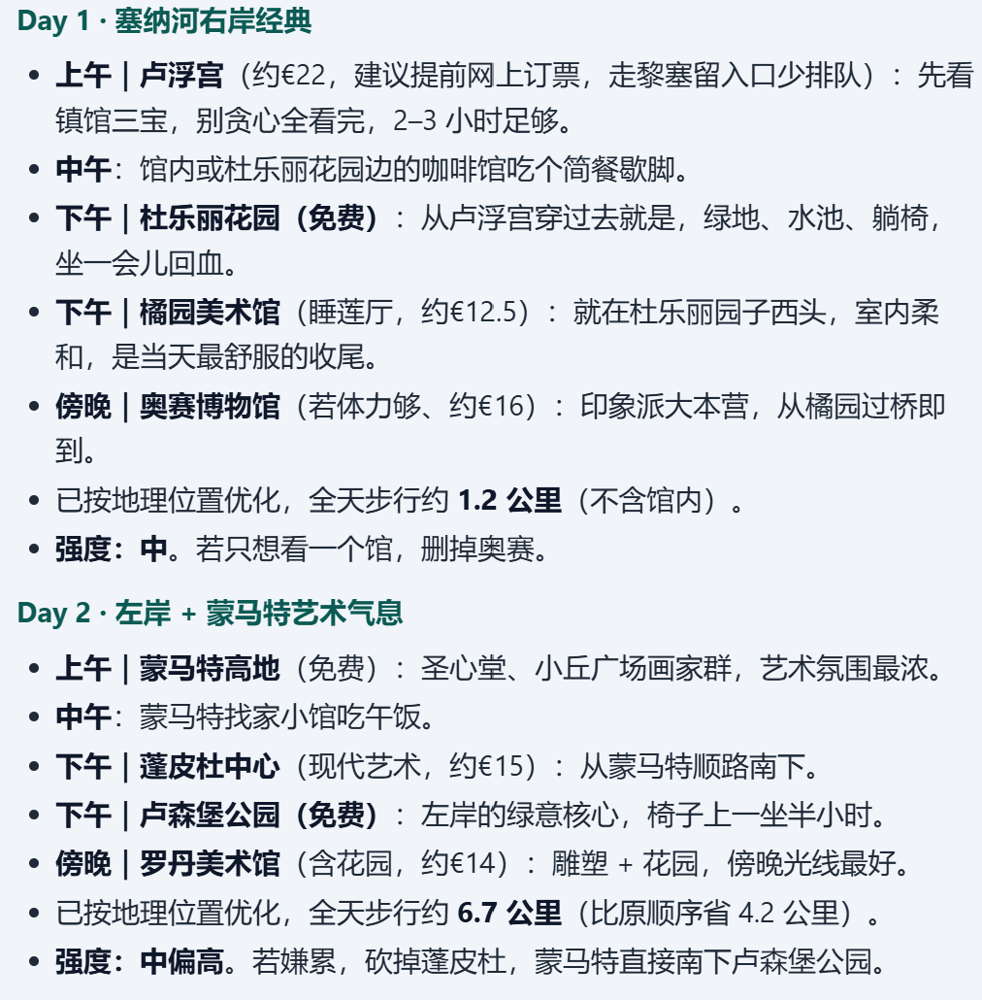 Day 1 · 塞纳河右岸经典
• 上午｜卢浮宫（约€22，建议提前网上订票，走黎塞留入口少排队）：先看
镇馆三宝，别贪心全看完，2–3 小时足够。
• 中午：馆内或杜乐丽花园边的咖啡馆吃个简餐歇脚。
• 下午｜杜乐丽花园（免费）：从卢浮宫穿过去就是，绿地、水池、躺椅，
坐一会儿回血。
• 下午｜橘园美术馆（睡莲厅，约€12.5）：就在杜乐丽园子西头，室内柔
和，是当天最舒服的收尾。
• 傍晚｜奥赛博物馆（若体力够、约€16）：印象派大本营，从橘园过桥即
到。
• 已按地理位置优化，全天步行约 1.2 公里（不含馆内）。
• 强度：中。若只想看一个馆，删掉奥赛。
Day 2 · 左岸 + 蒙马特艺术气息
• 上午｜蒙马特高地（免费）：圣心堂、小丘广场画家群，艺术氛围最浓。
• 中午：蒙马特找家小馆吃午饭。
• 下午｜蓬皮杜中心（现代艺术，约€15）：从蒙马特顺路南下。
• 下午｜卢森堡公园（免费）：左岸的绿意核心，椅子上一坐半小时。
• 傍晚｜罗丹美术馆（含花园，约€14）：雕塑 + 花园，傍晚光线最好。
• 已按地理位置优化，全天步行约 6.7 公里（比原顺序省 4.2 公里）。
• 强度：中偏高。若嫌累，砍掉蓬皮杜，蒙马特直接南下卢森堡公园。